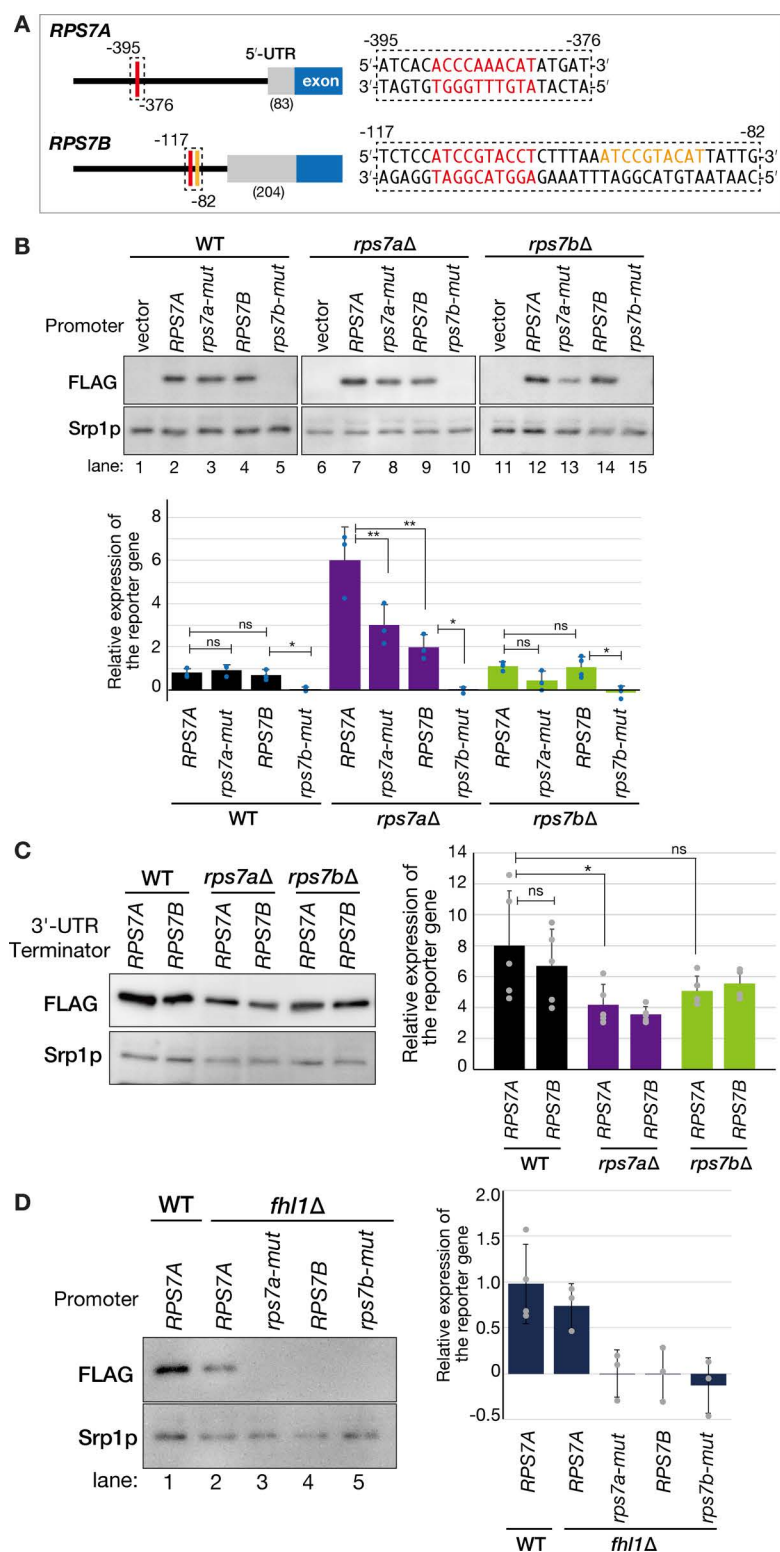 A
RPS7A
-395
5′-UTR
exon
-376
(83)
-395 -376
5′-ATCACACCCAAACATATGAT-3′
3′-TAGTGTGGGTTTGTATACTA-5′
RPS7B
-117
-82
(204)
-117 -82
5′-TCTCCATCCGTACCTCTTTAAATCCGTACATTATTG-3′
3′-AGAGGTAGGCATGGAGAAATTTAGGCATGTAATAAC-5′
B
WT rps7aΔ rps7bΔ
Promoter vector RPS7A rps7a-mut RPS7B rps7b-mut vector RPS7A rps7a-mut RPS7B rps7b-mut vector RPS7A rps7a-mut RPS7B rps7b-mut
FLAG
Srp1p
lane: 1 2 3 4 5 6 7 8 9 10 11 12 13 14 15
Relative expression of
the reporter gene
8
6
4
2
0
ns
ns
*
**
**
*
ns
ns
*
RPS7A rps7a-mut RPS7B rps7b-mut RPS7A rps7a-mut RPS7B rps7b-mut RPS7A rps7a-mut RPS7B rps7b-mut
WT rps7aΔ rps7bΔ
C
WT rps7aΔ rps7bΔ
3'-UTR
Terminator
RPS7A RPS7B RPS7A RPS7B RPS7A RPS7B
FLAG
Srp1p
Relative expression of
the reporter gene
14
12
10
8
6
4
2
0
ns
*
ns
RPS7A RPS7B RPS7A RPS7B RPS7A RPS7B
WT rps7aΔ rps7bΔ
D
WT fhl1Δ
Promoter RPS7A RPS7A rps7a-mut RPS7B rps7b-mut
FLAG
Srp1p
lane: 1 2 3 4 5
Relative expression of
the reporter gene
2.0
1.0
0.5
0
-0.5
RPS7A RPS7A rps7a-mut RPS7B rps7b-mut
WT fhl1Δ